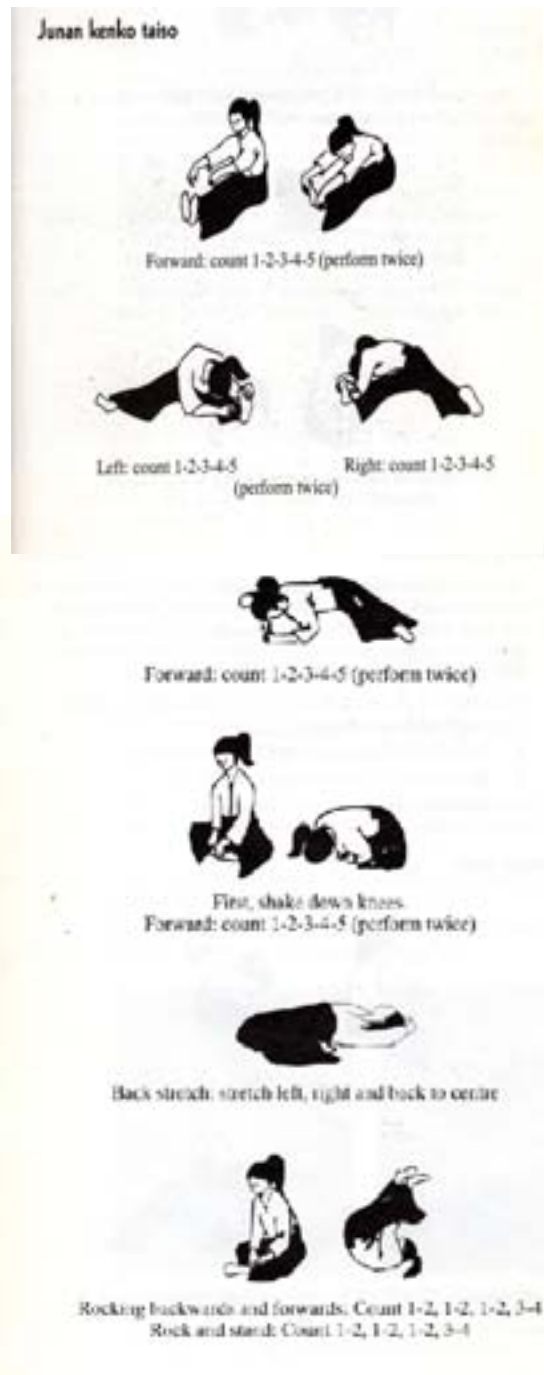 Junan kenko taiso
Forward: count 1-2-3-4-5 (perform twice)
Left: count 1-2-3-4-5
Right: count 1-2-3-4-5
(perform twice)
Forward: count 1-2-3-4-5 (perform twice)
First, shake down knees.
Forward: count 1-2-3-4-5 (perform twice)
Back stretch: stretch left, right and back to centre
Rocking backwards and forwards: Count 1-2, 1-2, 1-2, 3-4
Rock and stand: Count 1-2, 1-2, 1-2, 3-4